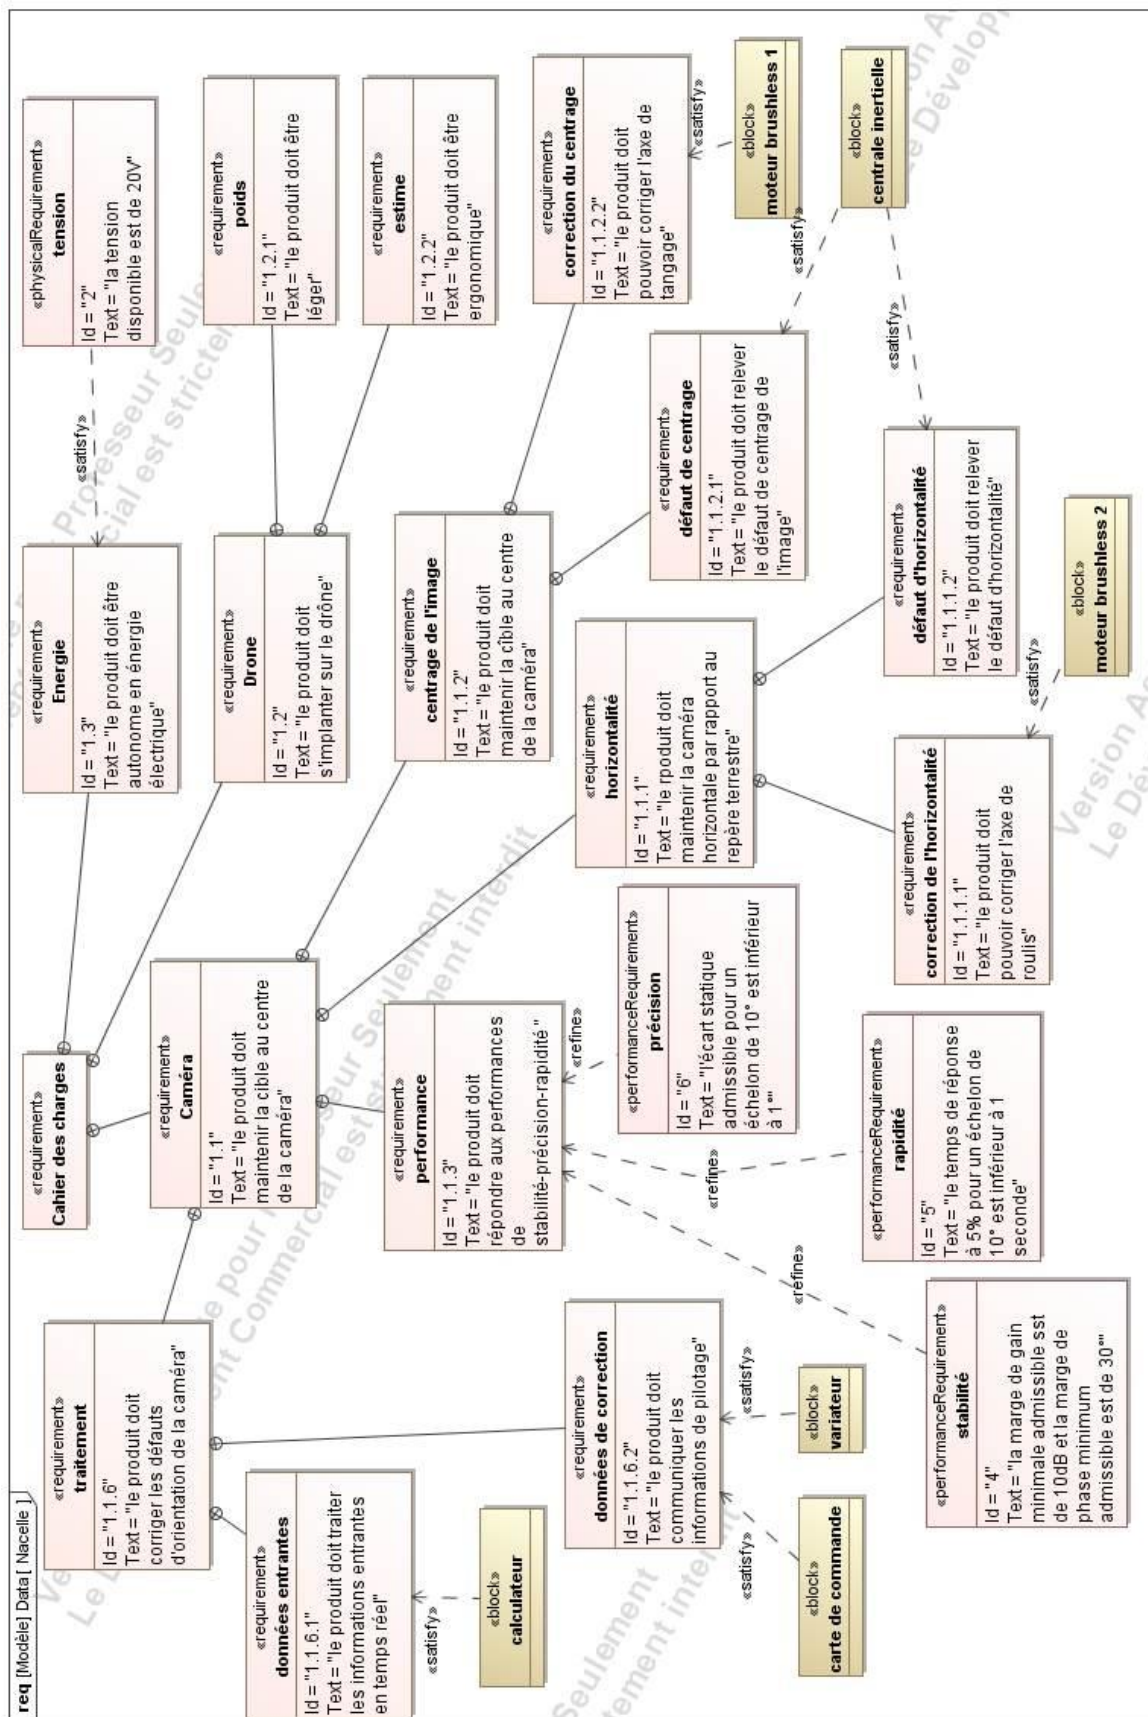 req [Modèle] Data [ Nacelle ]
«requirement»
Cahier des charges
«requirement»
Energie
Id = "1.3"
Text = "le produit doit être
autonome en énergie
électrique"
«satisfy»
«physicalRequirement»
tension
Id = "2"
Text = "la tension
disponible est de 20V"
«requirement»
traitement
Id = "1.1.6"
Text = "le produit doit
corriger les défauts
d'orientation de la caméra"
«requirement»
Caméra
Id = "1.1"
Text = "le produit doit
maintenir la cible au centre
de la caméra"
«requirement»
Drone
Id = "1.2"
Text = "le produit doit
s'implanter sur le drône"
«requirement»
poids
Id = "1.2.1"
Text = "le produit doit être
léger"
«requirement»
estime
Id = "1.2.2"
Text = "le produit doit être
ergonomique"
«requirement»
données entrantes
Id = "1.1.6.1"
Text = "le produit doit traiter
les informations entrantes
en temps réel"
«satisfy»
«block»
calculateur
«requirement»
données de correction
Id = "1.1.6.2"
Text = "le produit doit
communiquer les
informations de pilotage"
«satisfy»
«satisfy»
«block»
carte de commande
«block»
variateur
«requirement»
performance
Id = "1.1.3"
Text = "le produit doit
répondre aux performances
de
stabilité-précision-rapidité "
«refine»
«refine»
«refine»
«performanceRequirement»
stabilité
Id = "4"
Text = "la marge de gain
minimale admissible sst
de 10dB et la marge de
phase minimum
admissible est de 30°"
«performanceRequirement»
rapidité
Id = "5"
Text = "le temps de réponse
à 5% pour un échelon de
10° est inférieur à 1
seconde"
«performanceRequirement»
précision
Id = "6"
Text = "l'écart statique
admissible pour un
échelon de 10° est inférieur
à 1°"
«requirement»
centrage de l'image
Id = "1.1.2"
Text = "le produit doit
maintenir la cible au centre
de la caméra"
«requirement»
correction du centrage
Id = "1.1.2.2"
Text = "le produit doit
pouvoir corriger l'axe de
tangage"
«satisfy»
«block»
moteur brushless 1
«requirement»
horizontalité
Id = "1.1.1"
Text = "le rpoduit doit
maintenir la caméra
horizontale par rapport au
repère terrestre"
«requirement»
défaut de centrage
Id = "1.1.2.1"
Text = "le produit doit relever
le défaut de centrage de
l'image"
«satisfy»
«block»
centrale inertielle
«satisfy»
«requirement»
correction de l'horizontalité
Id = "1.1.1.1"
Text = "le produit doit
pouvoir corriger l'axe de
roulis"
«requirement»
défaut d'horizontalité
Id = "1.1.1.2"
Text = "le produit doit relever
le défaut d'horizontalité"
«satisfy»
«block»
moteur brushless 2